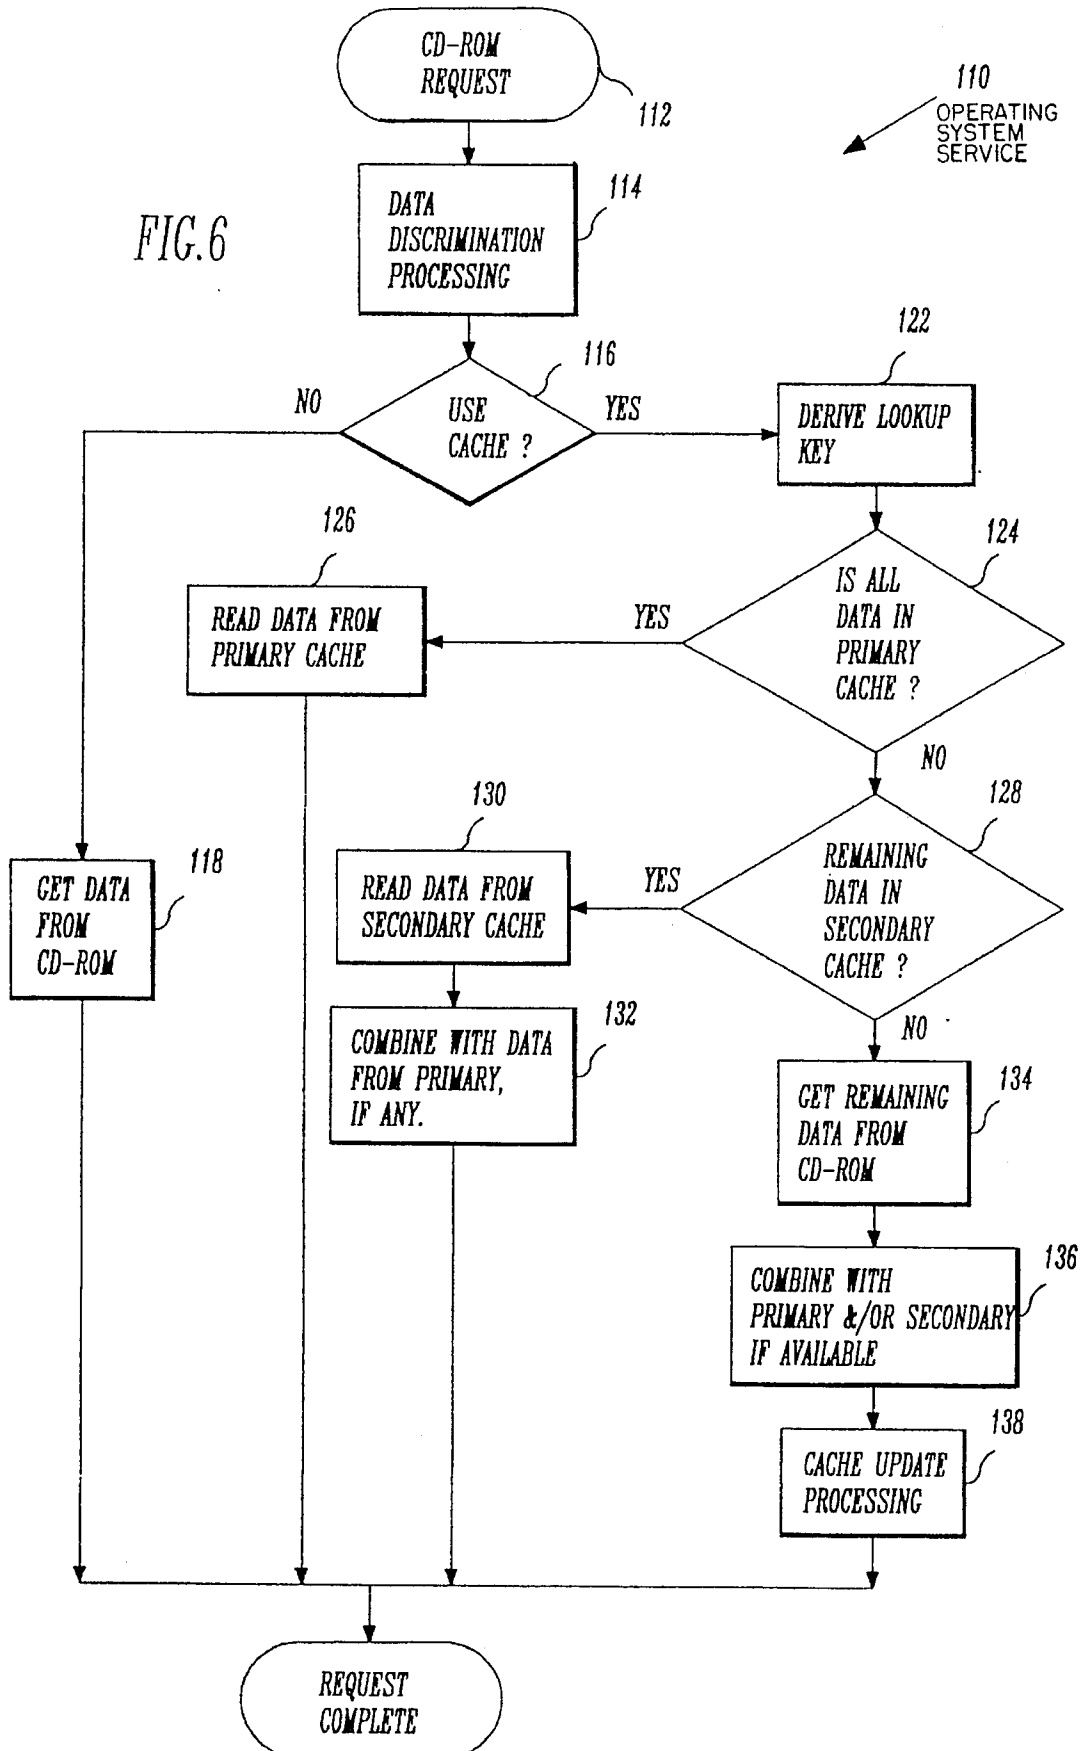 CD-ROM
REQUEST
112
110
OPERATING
SYSTEM
SERVICE
FIG.6
DATA
DISCRIMINATION
PROCESSING
114
USE
CACHE ?
116
NO
YES
DERIVE LOOKUP
KEY
122
IS ALL
DATA IN
PRIMARY
CACHE ?
124
YES
NO
READ DATA FROM
PRIMARY CACHE
126
REMAINING
DATA IN
SECONDARY
CACHE ?
128
YES
NO
READ DATA FROM
SECONDARY CACHE
130
GET DATA
FROM
CD-ROM
118
COMBINE WITH DATA
FROM PRIMARY,
IF ANY.
132
GET REMAINING
DATA FROM
CD-ROM
134
COMBINE WITH
PRIMARY &/OR SECONDARY
IF AVAILABLE
136
CACHE UPDATE
PROCESSING
138
REQUEST
COMPLETE